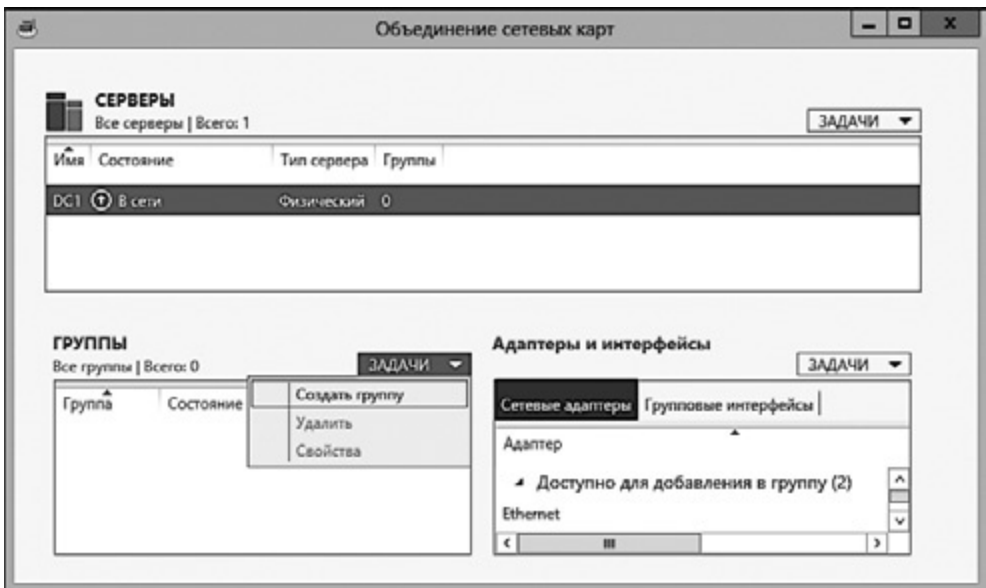 Объединение сетевых карт
СЕРВЕРЫ
Все серверы | Всего: 1
ЗАДАЧИ
Имя Состояние Тип сервера Группы
DC1 В сети Физический 0
ГРУППЫ
Все группы | Всего: 0
ЗАДАЧИ
Группа Состояние
Создать группу
Удалить
Свойства
Адаптеры и интерфейсы
ЗАДАЧИ
Сетевые адаптеры Групповые интерфейсы
Адаптер
Доступно для добавления в группу (2)
Ethernet